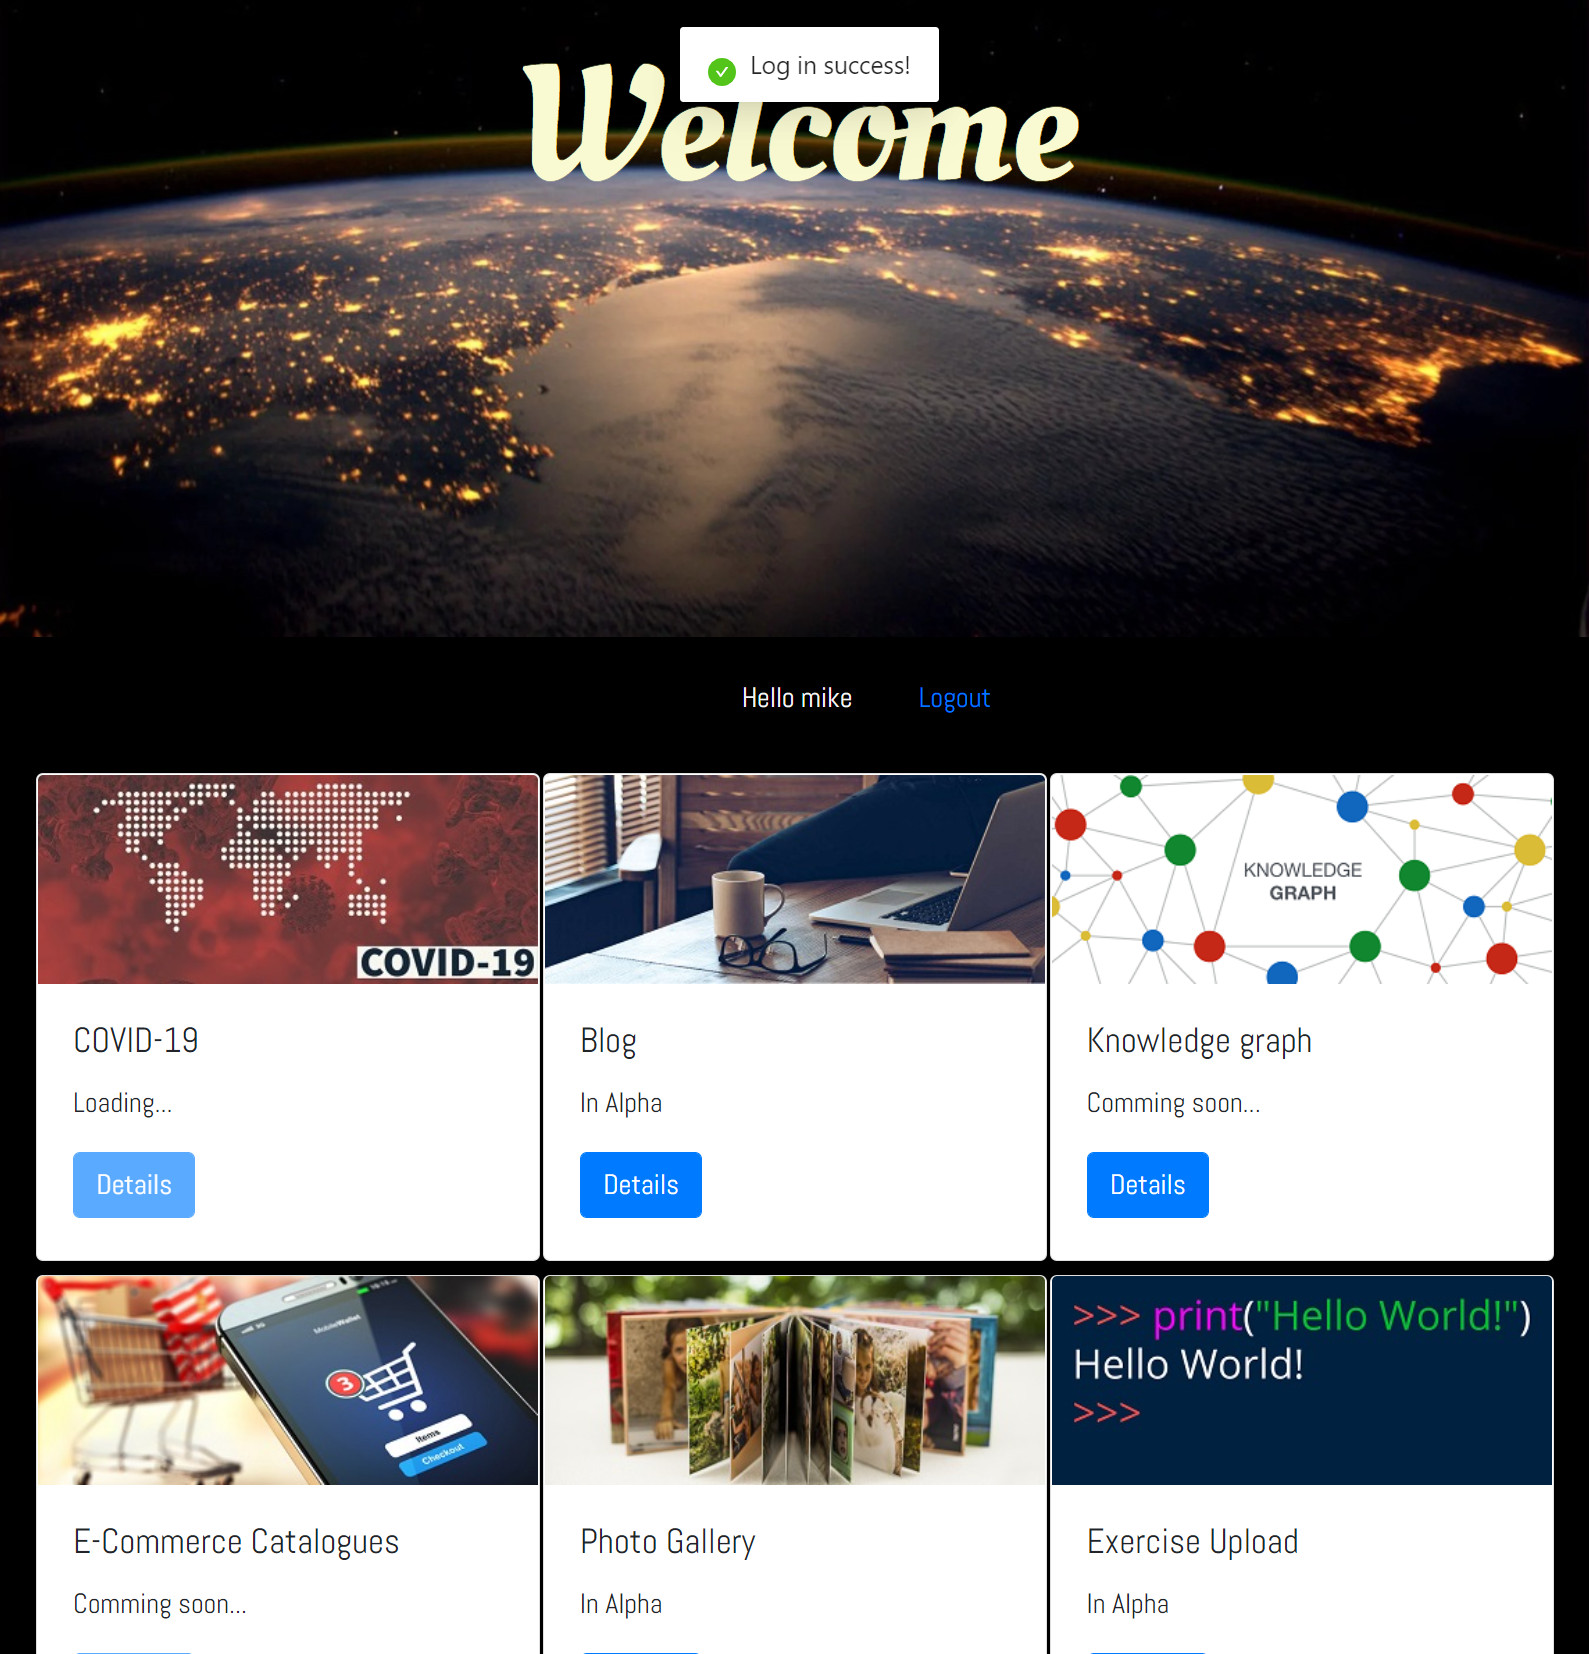 Log in success!
Welcome
Hello mike
Logout
COVID-19
KNOWLEDGE
GRAPH
COVID-19
Blog
Knowledge graph
Loading...
In Alpha
Comming soon...
Details
Details
Details
MobileWallet
3
Items
Checkout
>>> print("Hello World!")
Hello World!
>>>
E-Commerce Catalogues
Photo Gallery
Exercise Upload
Comming soon...
In Alpha
In Alpha